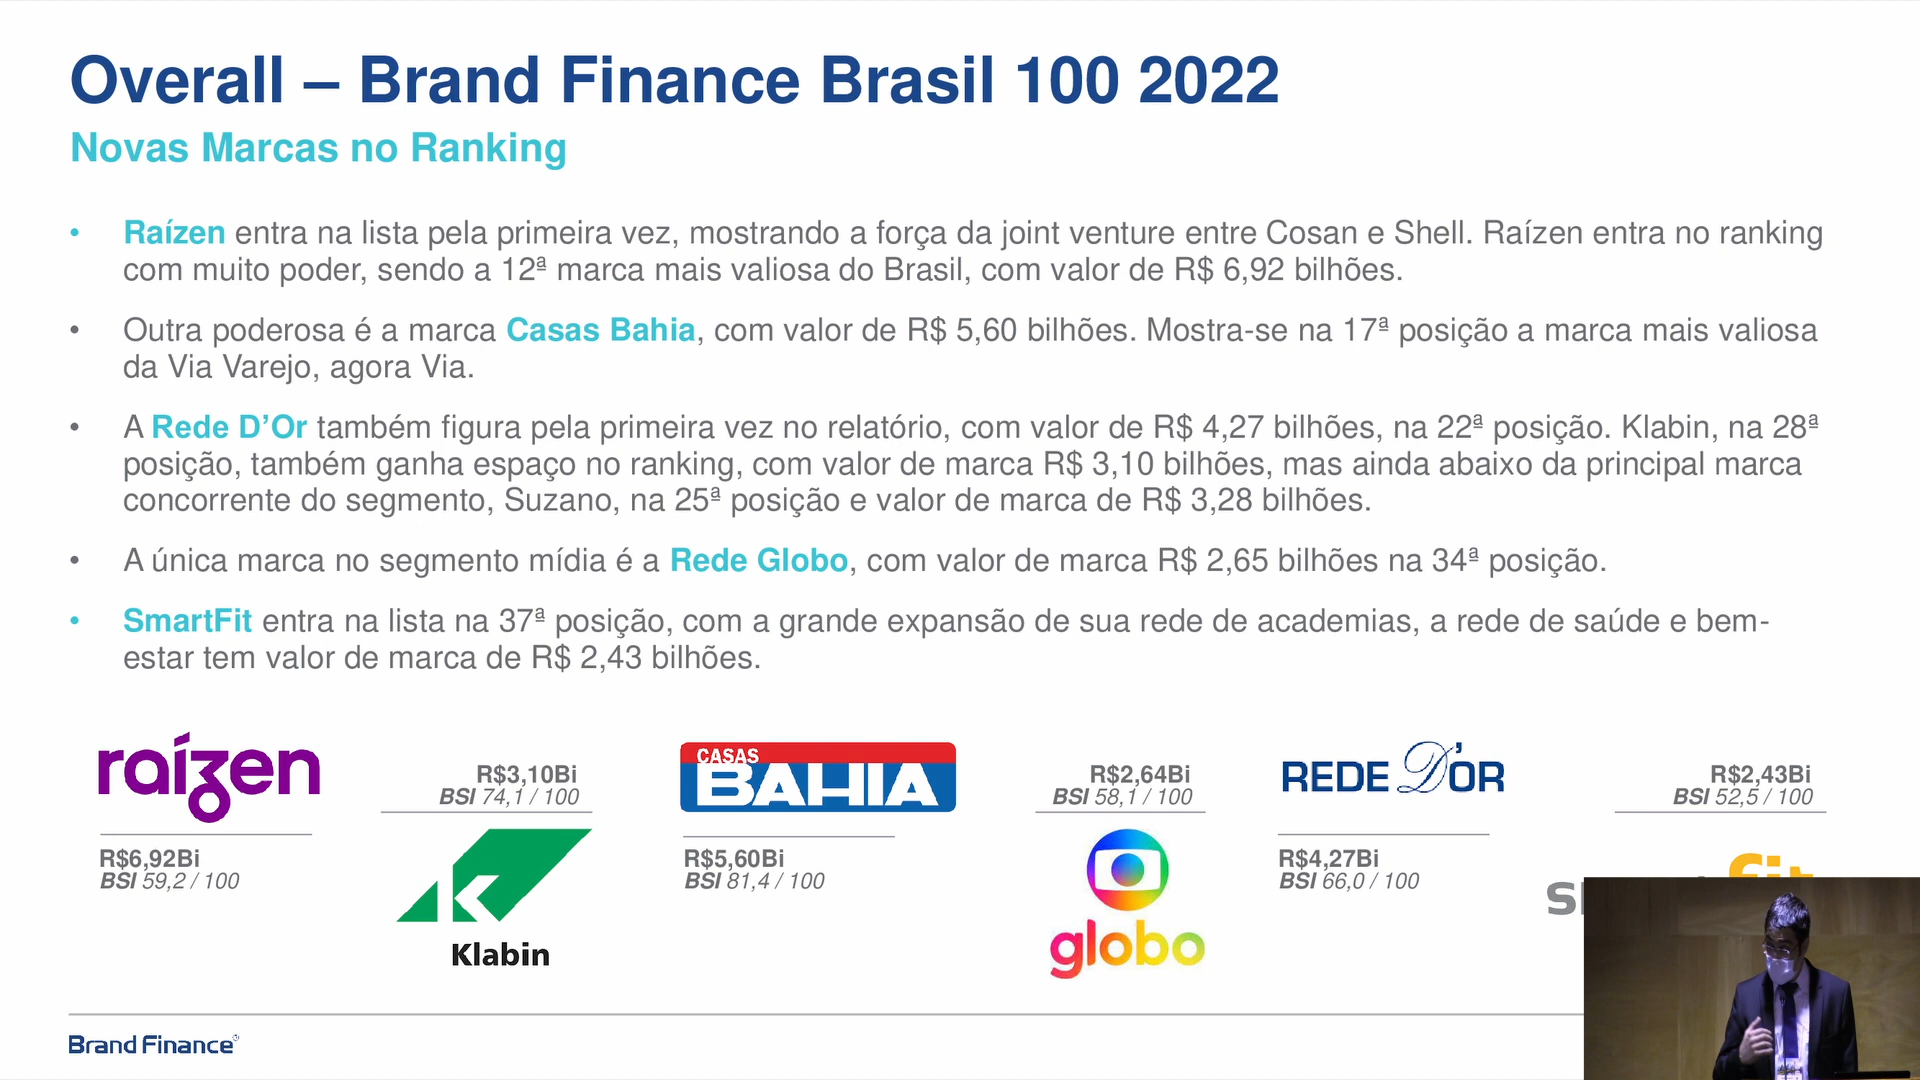 Overall – Brand Finance Brasil 100 2022
Novas Marcas no Ranking
• Raízen entra na lista pela primeira vez, mostrando a força da joint venture entre Cosan e Shell. Raízen entra no ranking
com muito poder, sendo a 12ª marca mais valiosa do Brasil, com valor de R$ 6,92 bilhões.
• Outra poderosa é a marca Casas Bahia, com valor de R$ 5,60 bilhões. Mostra-se na 17ª posição a marca mais valiosa
da Via Varejo, agora Via.
• A Rede D’Or também figura pela primeira vez no relatório, com valor de R$ 4,27 bilhões, na 22ª posição. Klabin, na 28ª
posição, também ganha espaço no ranking, com valor de marca R$ 3,10 bilhões, mas ainda abaixo da principal marca
concorrente do segmento, Suzano, na 25ª posição e valor de marca de R$ 3,28 bilhões.
• A única marca no segmento mídia é a Rede Globo, com valor de marca R$ 2,65 bilhões na 34ª posição.
• SmartFit entra na lista na 37ª posição, com a grande expansão de sua rede de academias, a rede de saúde e bem-
estar tem valor de marca de R$ 2,43 bilhões.
raízen
R$6,92Bi
BSI 59,2 / 100
R$3,10Bi
BSI 74,1 / 100
Klabin
CASAS
BAHIA
R$5,60Bi
BSI 81,4 / 100
R$2,64Bi
BSI 58,1 / 100
globo
REDE D’OR
R$4,27Bi
BSI 66,0 / 100
R$2,43Bi
BSI 52,5 / 100
Brand Finance®